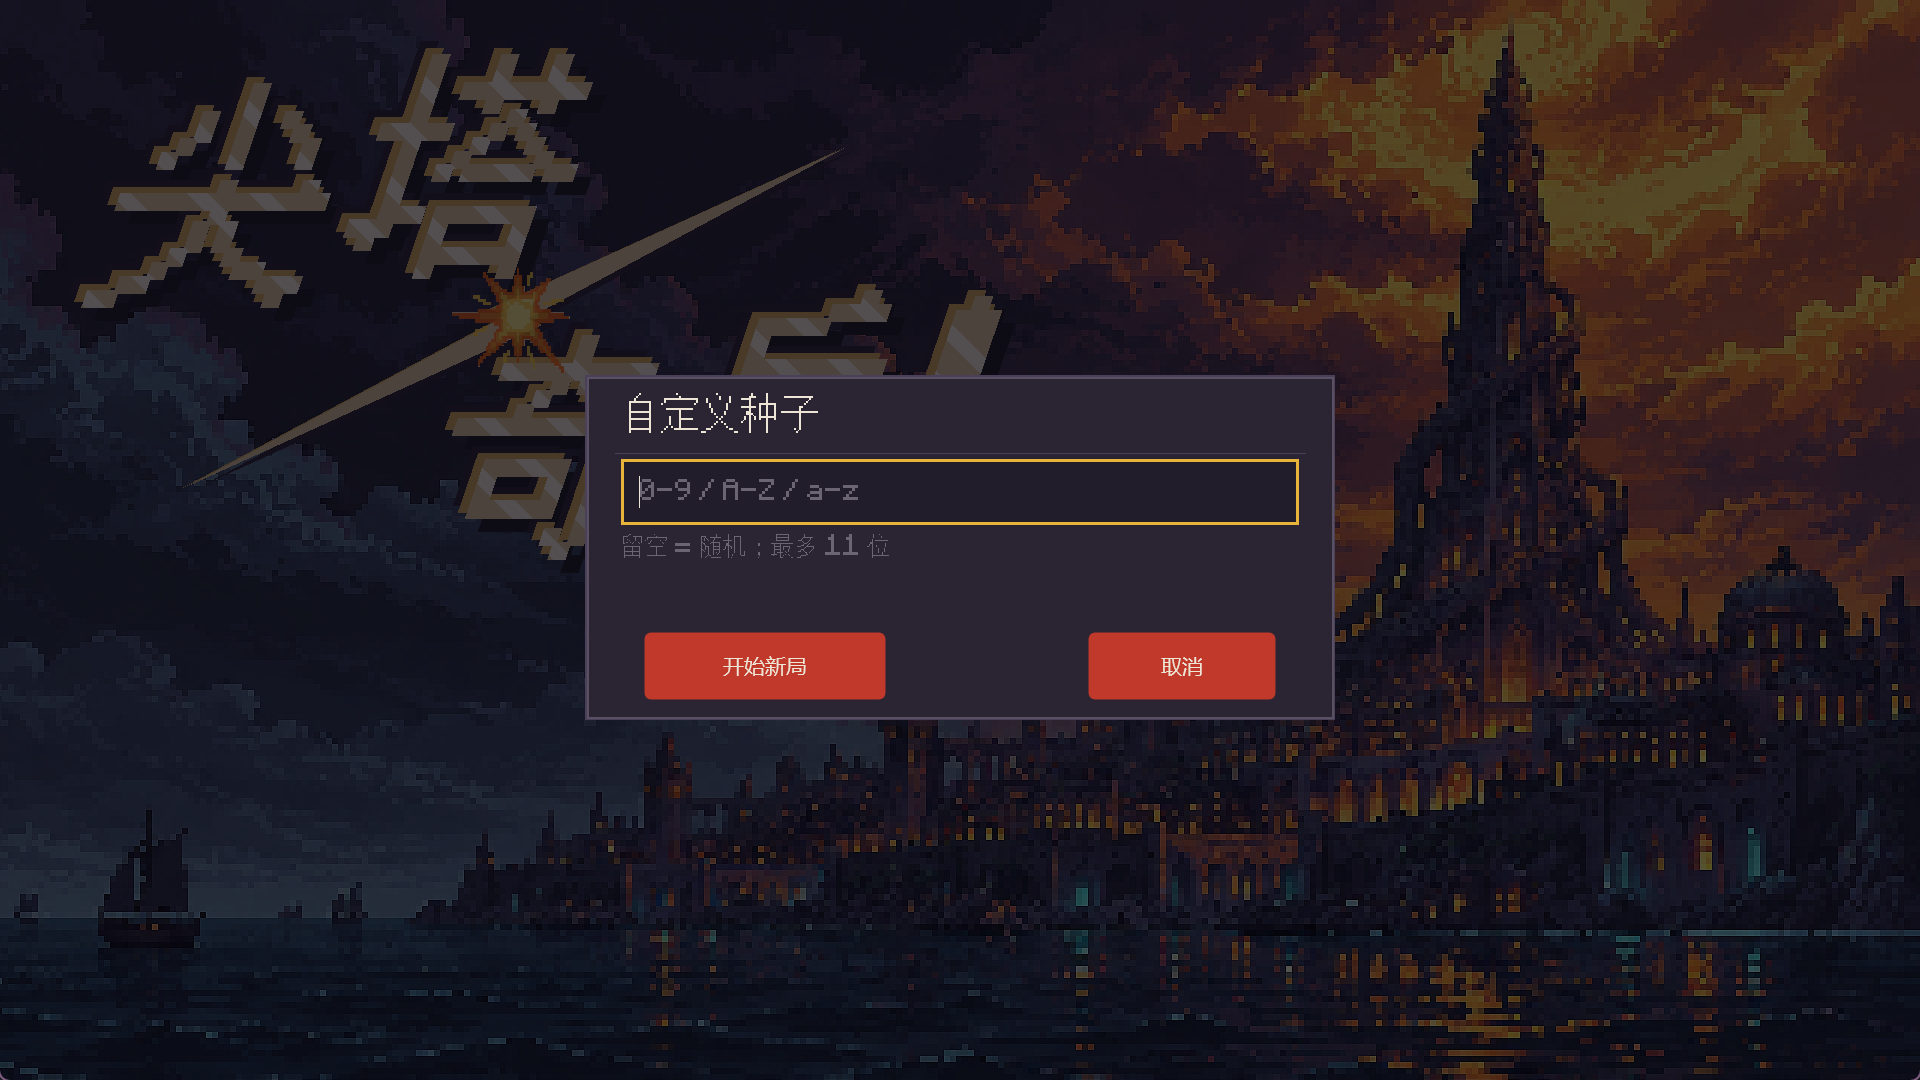 尖塔
自定义种子
0-9 / A-Z / a-z
留空 = 随机；最多 11 位
开始新局
取消